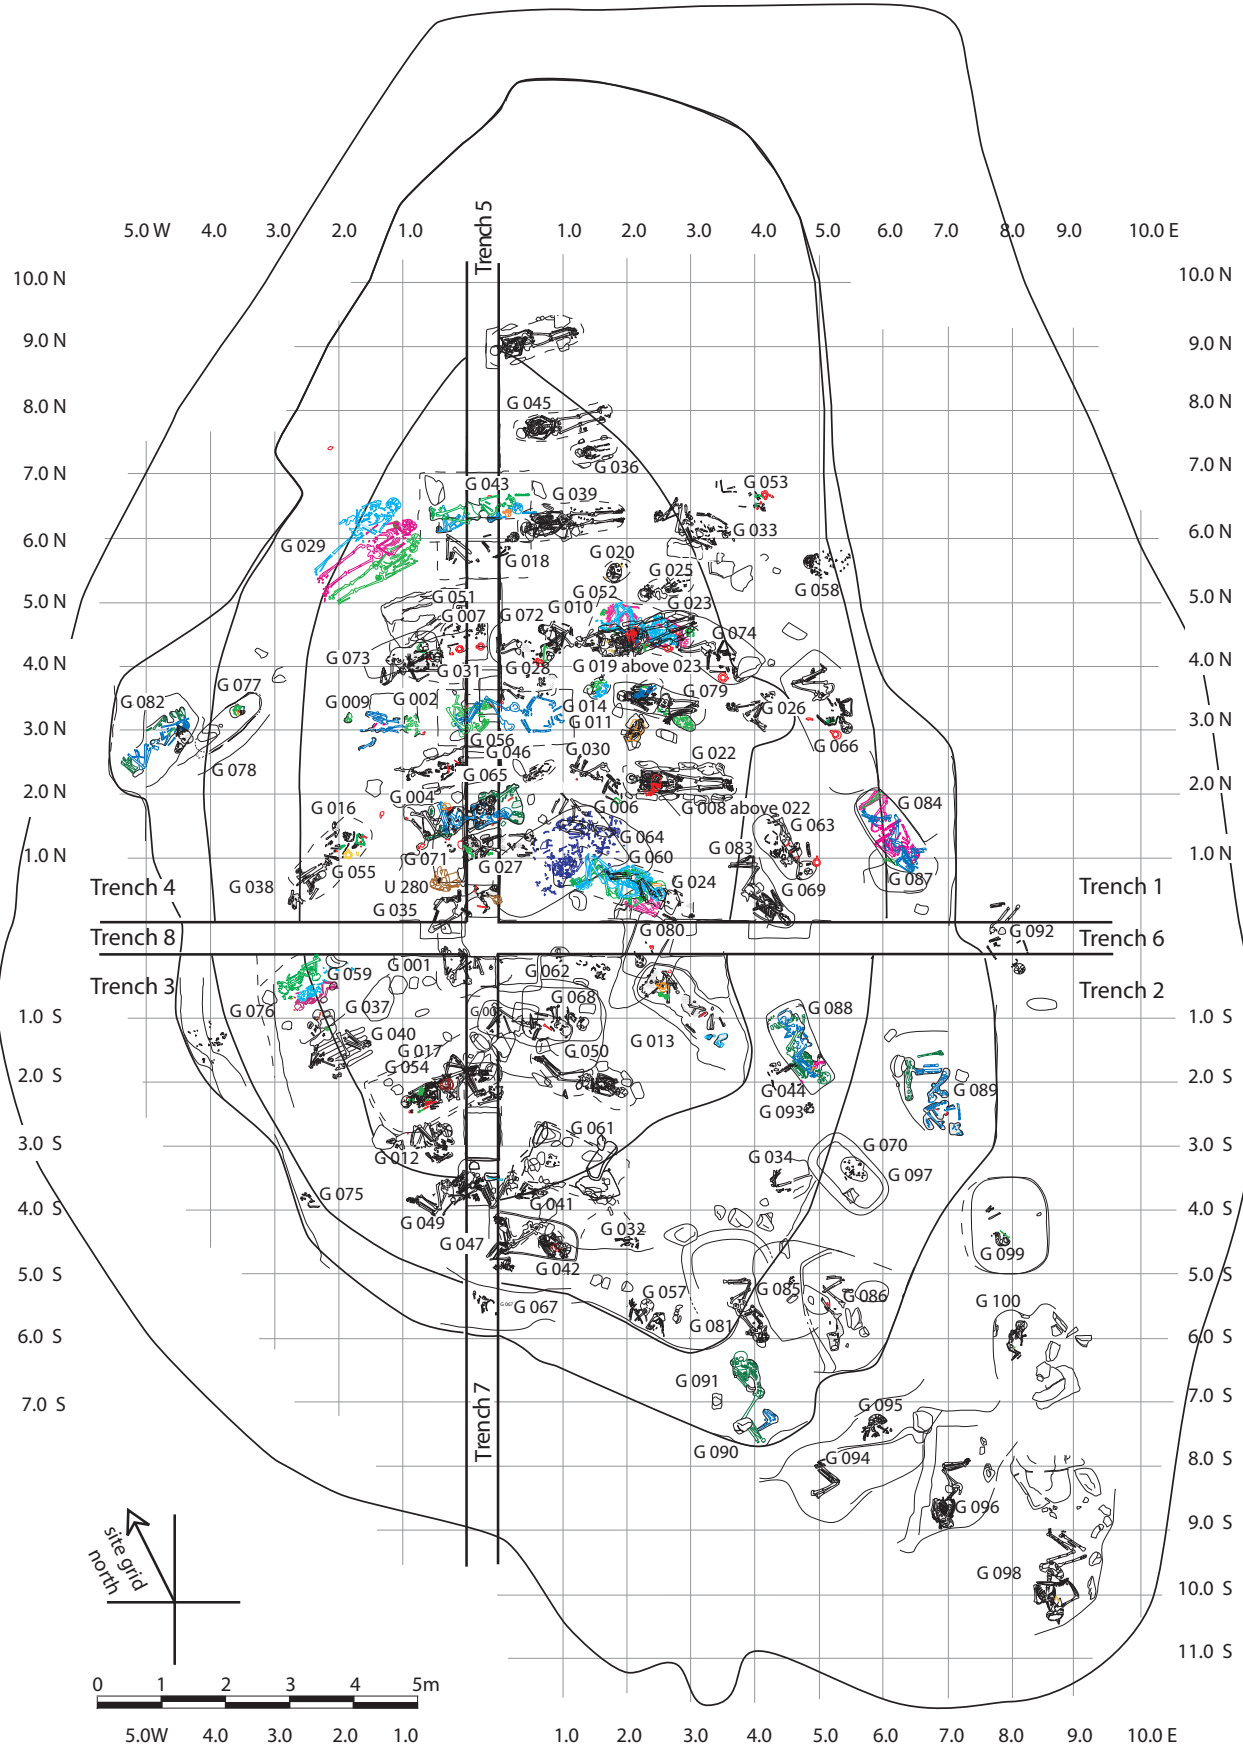 Trench 5
5.0 W 4.0 3.0 2.0 1.0 1.0 2.0 3.0 4.0 5.0 6.0 7.0 8.0 9.0 10.0 E
10.0 N 10.0 N
9.0 N 9.0 N
8.0 N G 045 8.0 N
G 036
7.0 N 7.0 N
G 043 G 039 G 053
G 033
6.0 N G 029 6.0 N
G 018 G 020
G 025
G 058
5.0 N G 051 G 052 5.0 N
G 007 G 072 G 010 G 023
G 074
4.0 N G 073 G 031 G 028 G 019 above 023 4.0 N
G 082 G 077 G 009 G 002 G 014 G 079
G 011 G 026
3.0 N G 056 3.0 N
G 046 G 030 G 022 G 066
G 078 G 065
2.0 N G 004 G 006 G 008 above 022 G 084 2.0 N
G 016 G 063
G 064
1.0 N G 071 G 027 G 060 G 083 1.0 N
G 055 G 087
G 038 U 280 G 024 G 069
Trench 4 G 035 Trench 1
G 080 G 092
Trench 8 Trench 6
G 001 G 062
Trench 3 G 059 Trench 2
G 076 G 037 G 068 G 088
1.0 S 1.0 S
G 040 G 013
G 017 G 050
G 054
2.0 S G 044 G 089 2.0 S
G 093
G 061
3.0 S G 012 G 070 3.0 S
G 034 G 097
G 075
4.0 S G 049 G 041 4.0 S
G 032
G 047 G 099
G 042
5.0 S G 085 5.0 S
G 057 G 086
G 067 G 100
6.0 S G 081 6.0 S
G 091
7.0 S G 095 7.0 S
Trench 7
G 090 G 094
8.0 S
G 096
9.0 S
site grid
north
G 098
10.0 S
11.0 S
0 1 2 3 4 5m
5.0W 4.0 3.0 2.0 1.0 1.0 2.0 3.0 4.0 5.0 6.0 7.0 8.0 9.0 10.0 E